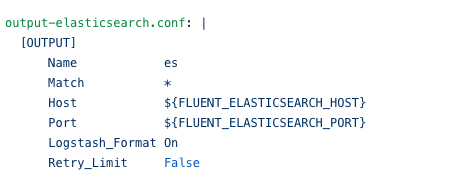 output-elasticsearch.conf: |
  [OUTPUT]
      Name            es
      Match           *
      Host            ${FLUENT_ELASTICSEARCH_HOST}
      Port            ${FLUENT_ELASTICSEARCH_PORT}
      Logstash_Format On
      Retry_Limit     False